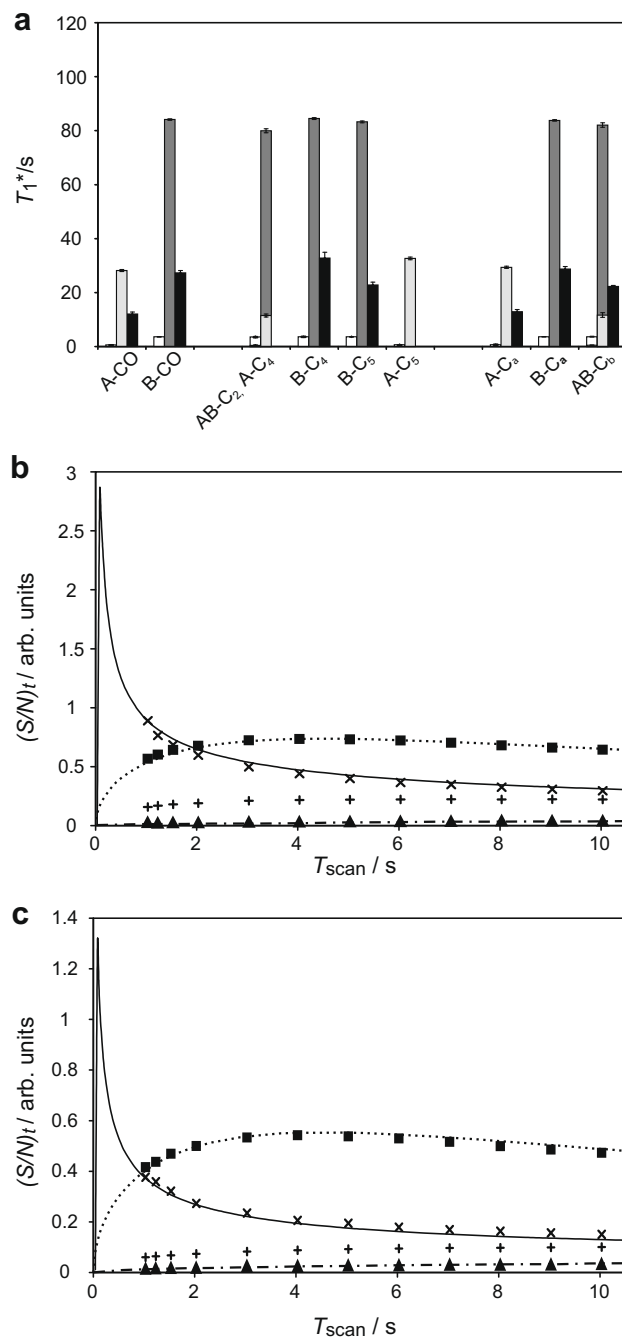 a
120
100
80
60
40
20
0
T1*/s
A-CO
B-CO
AB-C2, A-C4
B-C4
B-C5
A-C5
A-Ca
B-Ca
AB-Cb
b
3
2.5
2
1.5
1
0.5
0
(S/N)t / arb. units
0 2 4 6 8 10
Tscan / s
c
1.4
1.2
1
0.8
0.6
0.4
0.2
0
(S/N)t / arb. units
0 2 4 6 8 10
Tscan / s